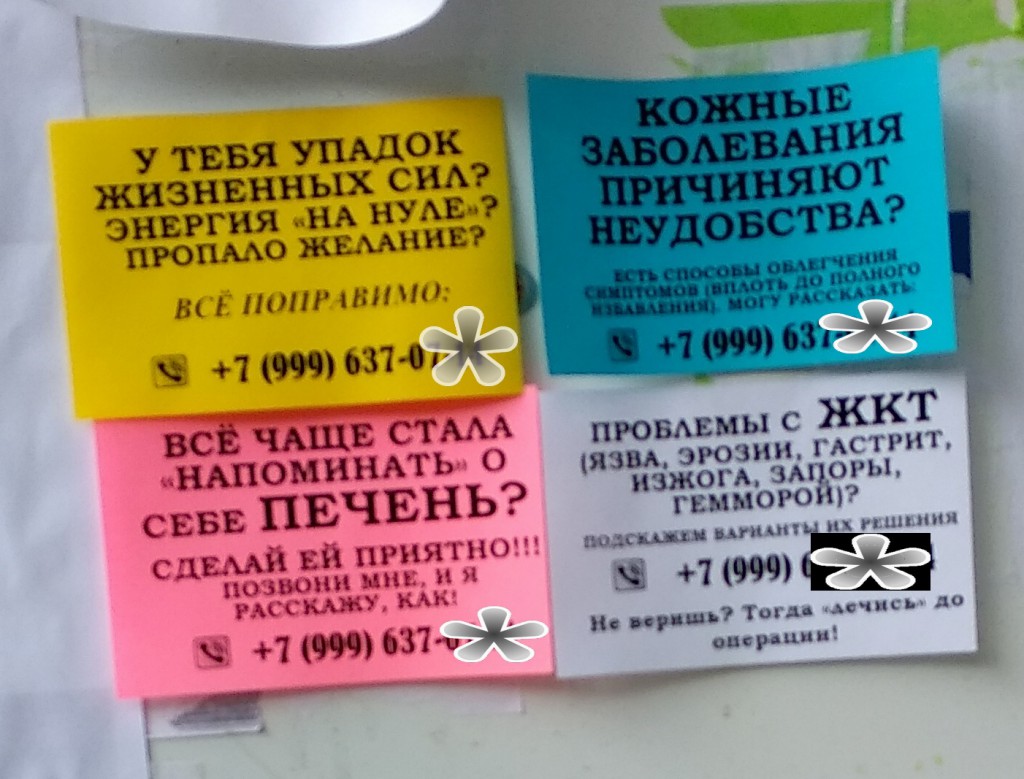 У ТЕБЯ УПАДОК
ЖИЗНЕННЫХ СИЛ?
ЭНЕРГИЯ «НА НУЛЕ»?
ПРОПАЛО ЖЕЛАНИЕ?
ВСЁ ПОПРАВИМО:
+7 (999) 637-0
КОЖНЫЕ
ЗАБОЛЕВАНИЯ
ПРИЧИНЯЮТ
НЕУДОБСТВА?
ЕСТЬ СПОСОБЫ ОБЛЕГЧЕНИЯ
СИМПТОМОВ (ВПЛОТЬ ДО ПОЛНОГО
ИЗБАВЛЕНИЯ). МОГУ РАССКАЗАТЬ:
+7 (999) 637
ВСЁ ЧАЩЕ СТАЛА
«НАПОМИНАТЬ» О
СЕБЕ ПЕЧЕНЬ?
СДЕЛАЙ ЕЙ ПРИЯТНО!!!
ПОЗВОНИ МНЕ, И Я
РАССКАЖУ, КАК!
+7 (999) 637-0
ПРОБЛЕМЫ С ЖКТ
(ЯЗВА, ЭРОЗИИ, ГАСТРИТ,
ИЗЖОГА, ЗАПОРЫ,
ГЕММОРОЙ)?
ПОДСКАЖЕМ ВАРИАНТЫ ИХ РЕШЕНИЯ
+7 (999)
Не веришь? Тогда «лечись» до
операции!